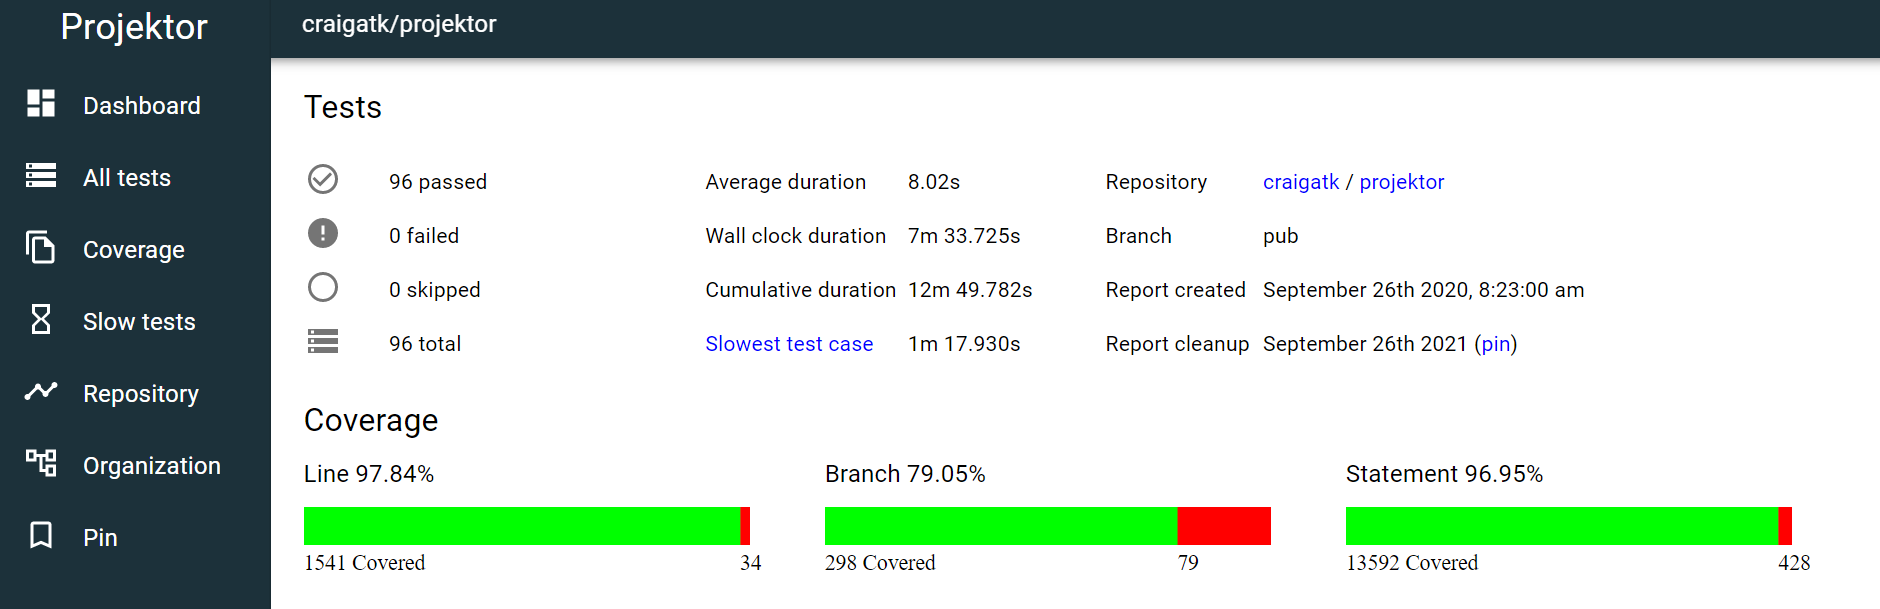 Projektor
craigatk/projektor
Dashboard
All tests
Coverage
Slow tests
Repository
Organization
Pin
Tests
96 passed Average duration 8.02s Repository craigatk / projektor
0 failed Wall clock duration 7m 33.725s Branch pub
0 skipped Cumulative duration 12m 49.782s Report created September 26th 2020, 8:23:00 am
96 total Slowest test case 1m 17.930s Report cleanup September 26th 2021 (pin)
Coverage
Line 97.84% Branch 79.05% Statement 96.95%
1541 Covered 34 298 Covered 79 13592 Covered 428